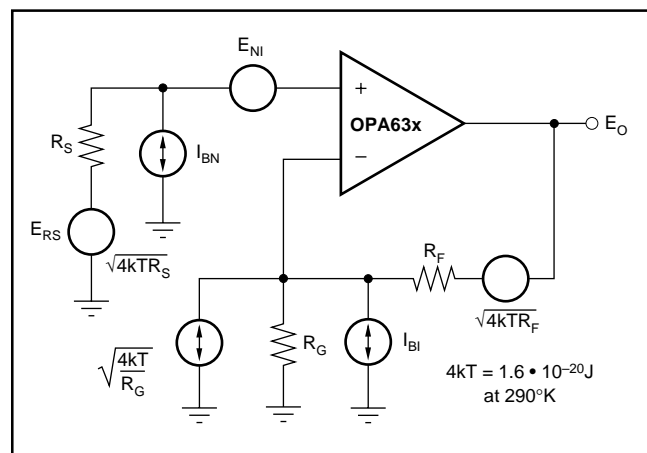 E_NI
+
OPA63x
−
E_O
R_S
I_BN
E_RS
√4kTR_S
R_F
√4kTR_F
√4kT/R_G
R_G
I_BI
4kT = 1.6 • 10^–20J
at 290°K